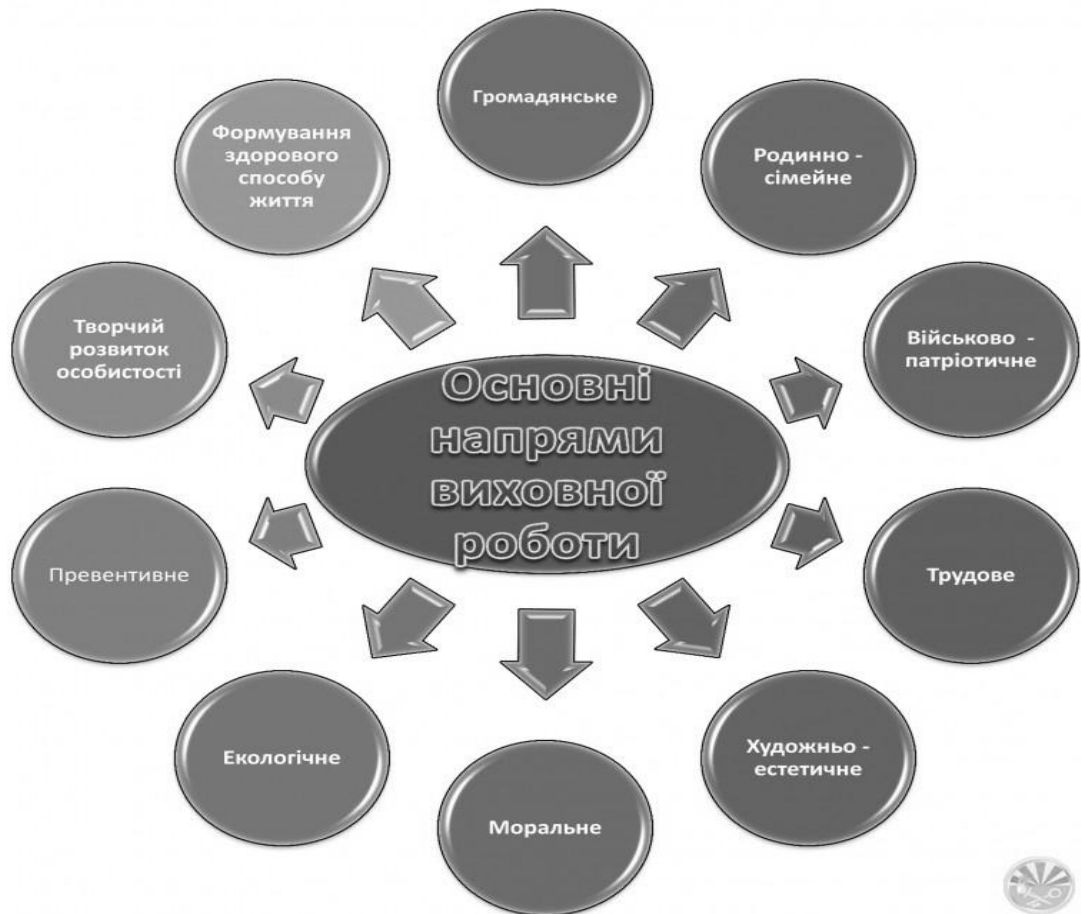 Основні
напрями
виховної
роботи
Громадянське
Родинно -
сімейне
Військово -
патріотичне
Трудове
Художньо -
естетичне
Моральне
Екологічне
Превентивне
Творчий
розвиток
особистості
Формування
здорового
способу
життя